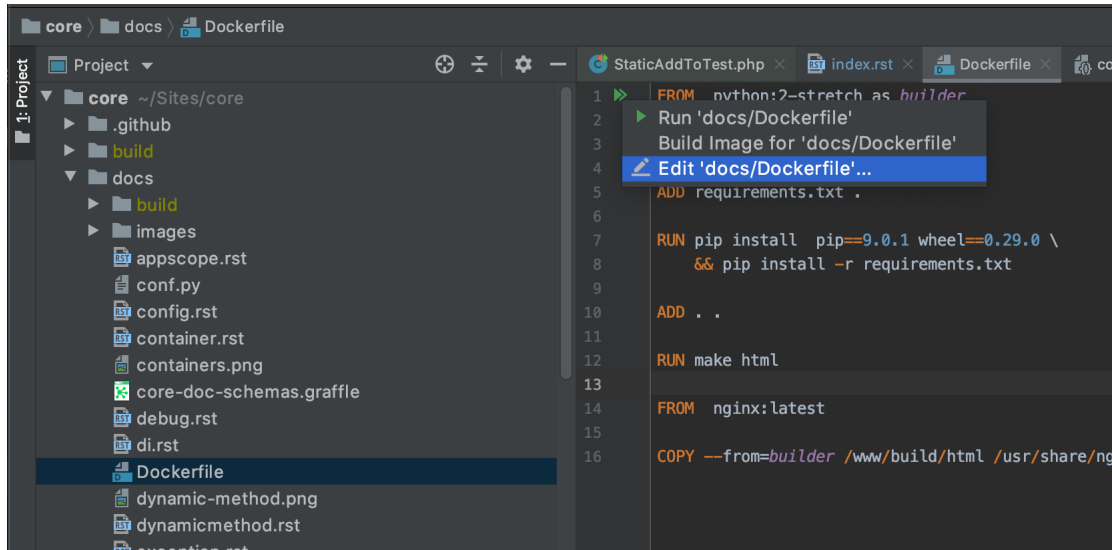 core docs Dockerfile
1: Project
Project
StaticAddToTest.php index.rst Dockerfile co
core ~/Sites/core
.github
build
docs
build
images
appscope.rst
conf.py
config.rst
container.rst
containers.png
core-doc-schemas.graffle
debug.rst
di.rst
Dockerfile
dynamic-method.png
dynamicmethod.rst
exception.rst
1 FROM python:2-stretch as builder
2
3
4
5 ADD requirements.txt .
6
7 RUN pip install pip==9.0.1 wheel==0.29.0 \
8 && pip install -r requirements.txt
9
10 ADD . .
11
12 RUN make html
13
14 FROM nginx:latest
15
16 COPY --from=builder /www/build/html /usr/share/ng
Run 'docs/Dockerfile'
Build Image for 'docs/Dockerfile'
Edit 'docs/Dockerfile'...